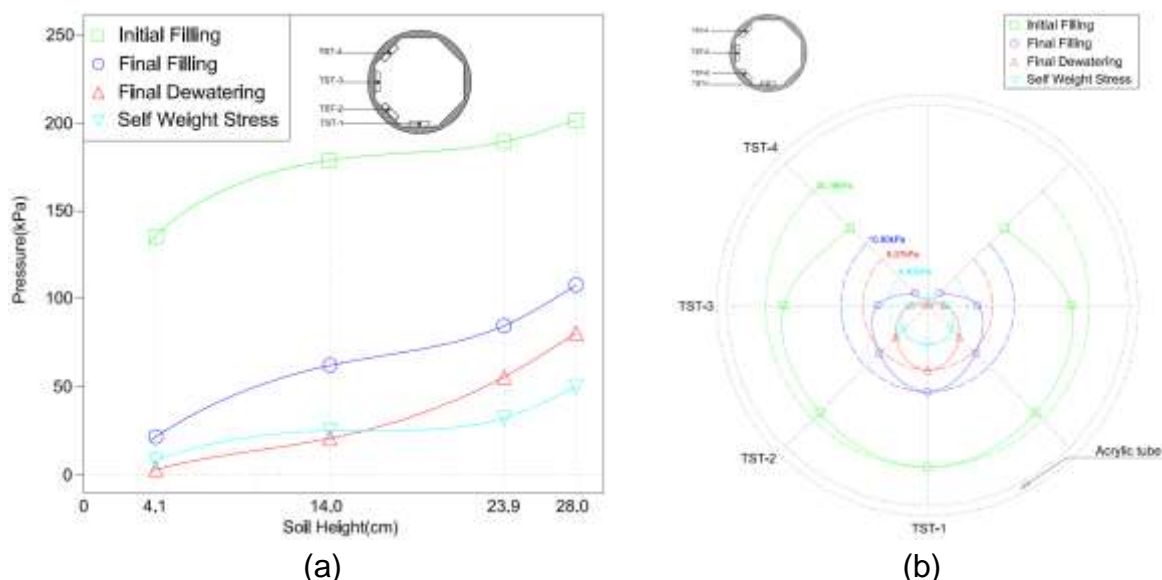 Initial Filling
Final Filling
Final Dewatering
Self Weight Stress
TST-4
TST-3
TST-2
TST-1
250
200
150
100
50
0
Pressure(kPa)
0
4.1
14.0
23.9
28.0
Soil Height(cm)
(a)
Initial Filling
Final Filling
Final Dewatering
Self Weight Stress
TST-4
TST-3
TST-2
TST-1
Acrylic tube
(b)